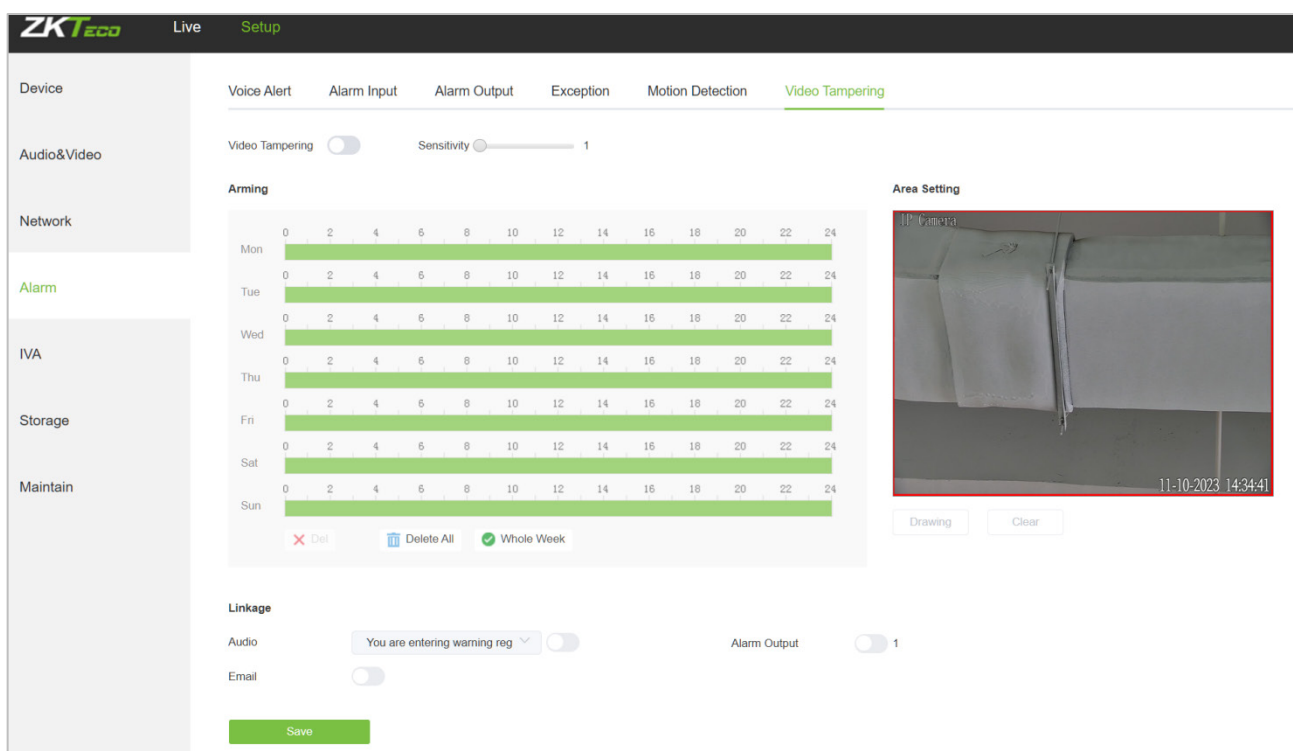 ZKTECO Live Setup
Device
Audio&Video
Network
Alarm
IVA
Storage
Maintain
Voice Alert Alarm Input Alarm Output Exception Motion Detection Video Tampering
Video Tampering Sensitivity 1
Arming
0 2 4 6 8 10 12 14 16 18 20 22 24
Mon
0 2 4 6 8 10 12 14 16 18 20 22 24
Tue
0 2 4 6 8 10 12 14 16 18 20 22 24
Wed
0 2 4 6 8 10 12 14 16 18 20 22 24
Thu
0 2 4 6 8 10 12 14 16 18 20 22 24
Fri
0 2 4 6 8 10 12 14 16 18 20 22 24
Sat
0 2 4 6 8 10 12 14 16 18 20 22 24
Sun
Del Delete All Whole Week
Area Setting
IP Camera
11-10-2023 14:34:41
Drawing Clear
Linkage
Audio You are entering warning reg Alarm Output 1
Email
Save